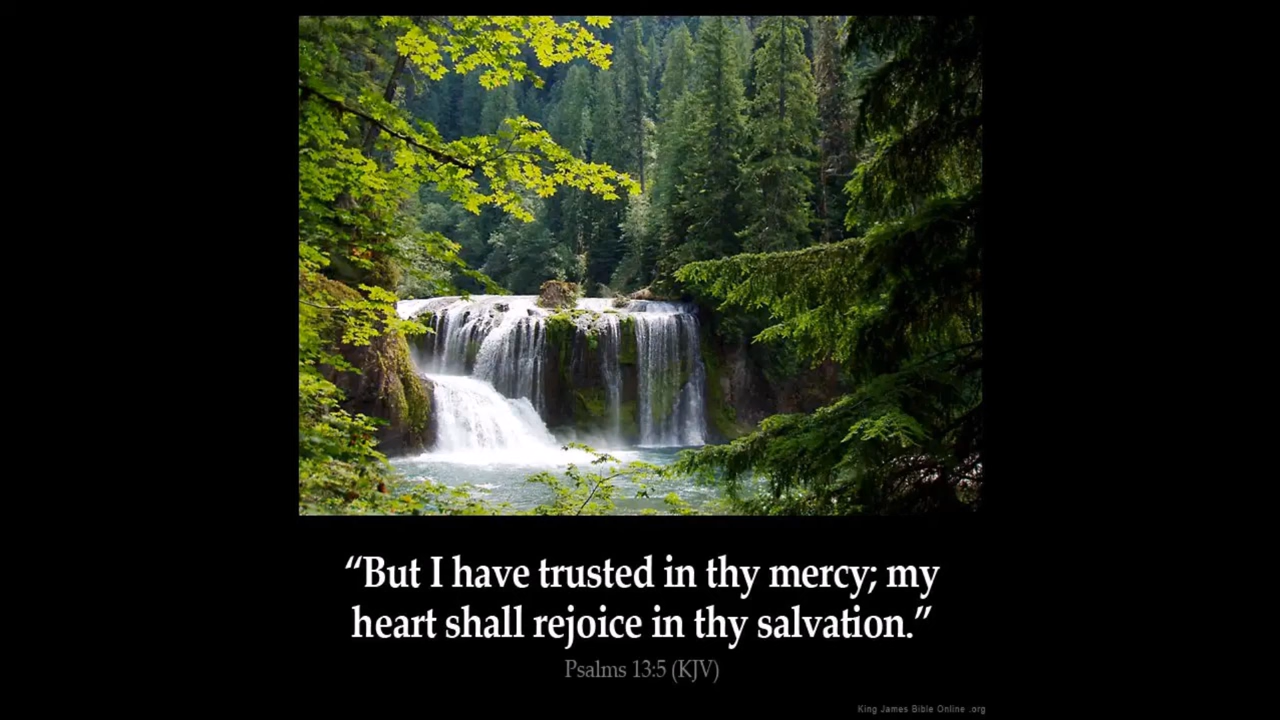 “But I have trusted in thy mercy; my
heart shall rejoice in thy salvation.”
Psalms 13:5 (KJV)
King James Bible Online .org